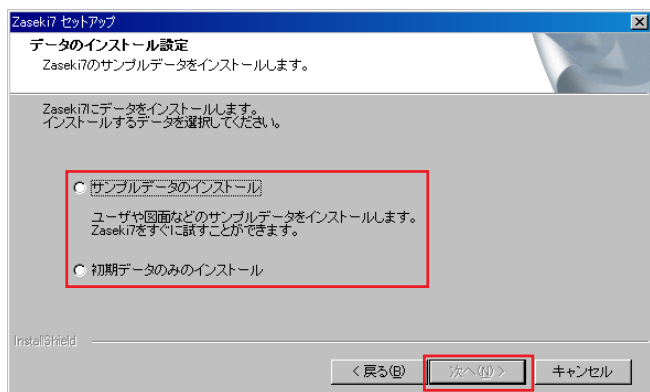 Zaseki7 セットアップ
データのインストール設定
Zaseki7のサンプルデータをインストールします。
Zaseki7にデータをインストールします。
インストールするデータを選択してください。
サンプルデータのインストール
ユーザや図面などのサンプルデータをインストールします。
Zaseki7をすぐに試すことができます。
初期データのみのインストール
InstallShield
< 戻る(B)
次へ(N) >
キャンセル